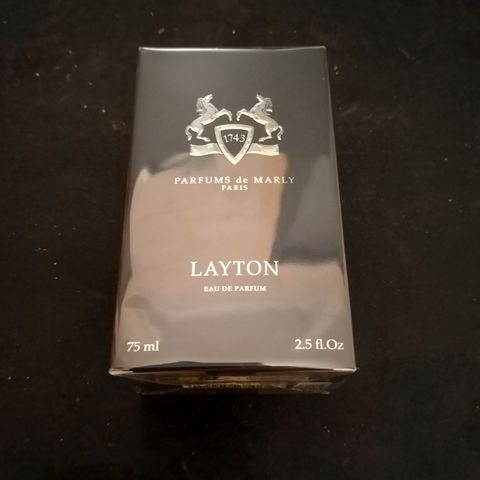 1743
PARFUMS de MARLY
PARIS
LAYTON
EAU DE PARFUM
75 ml 2.5 fl.Oz